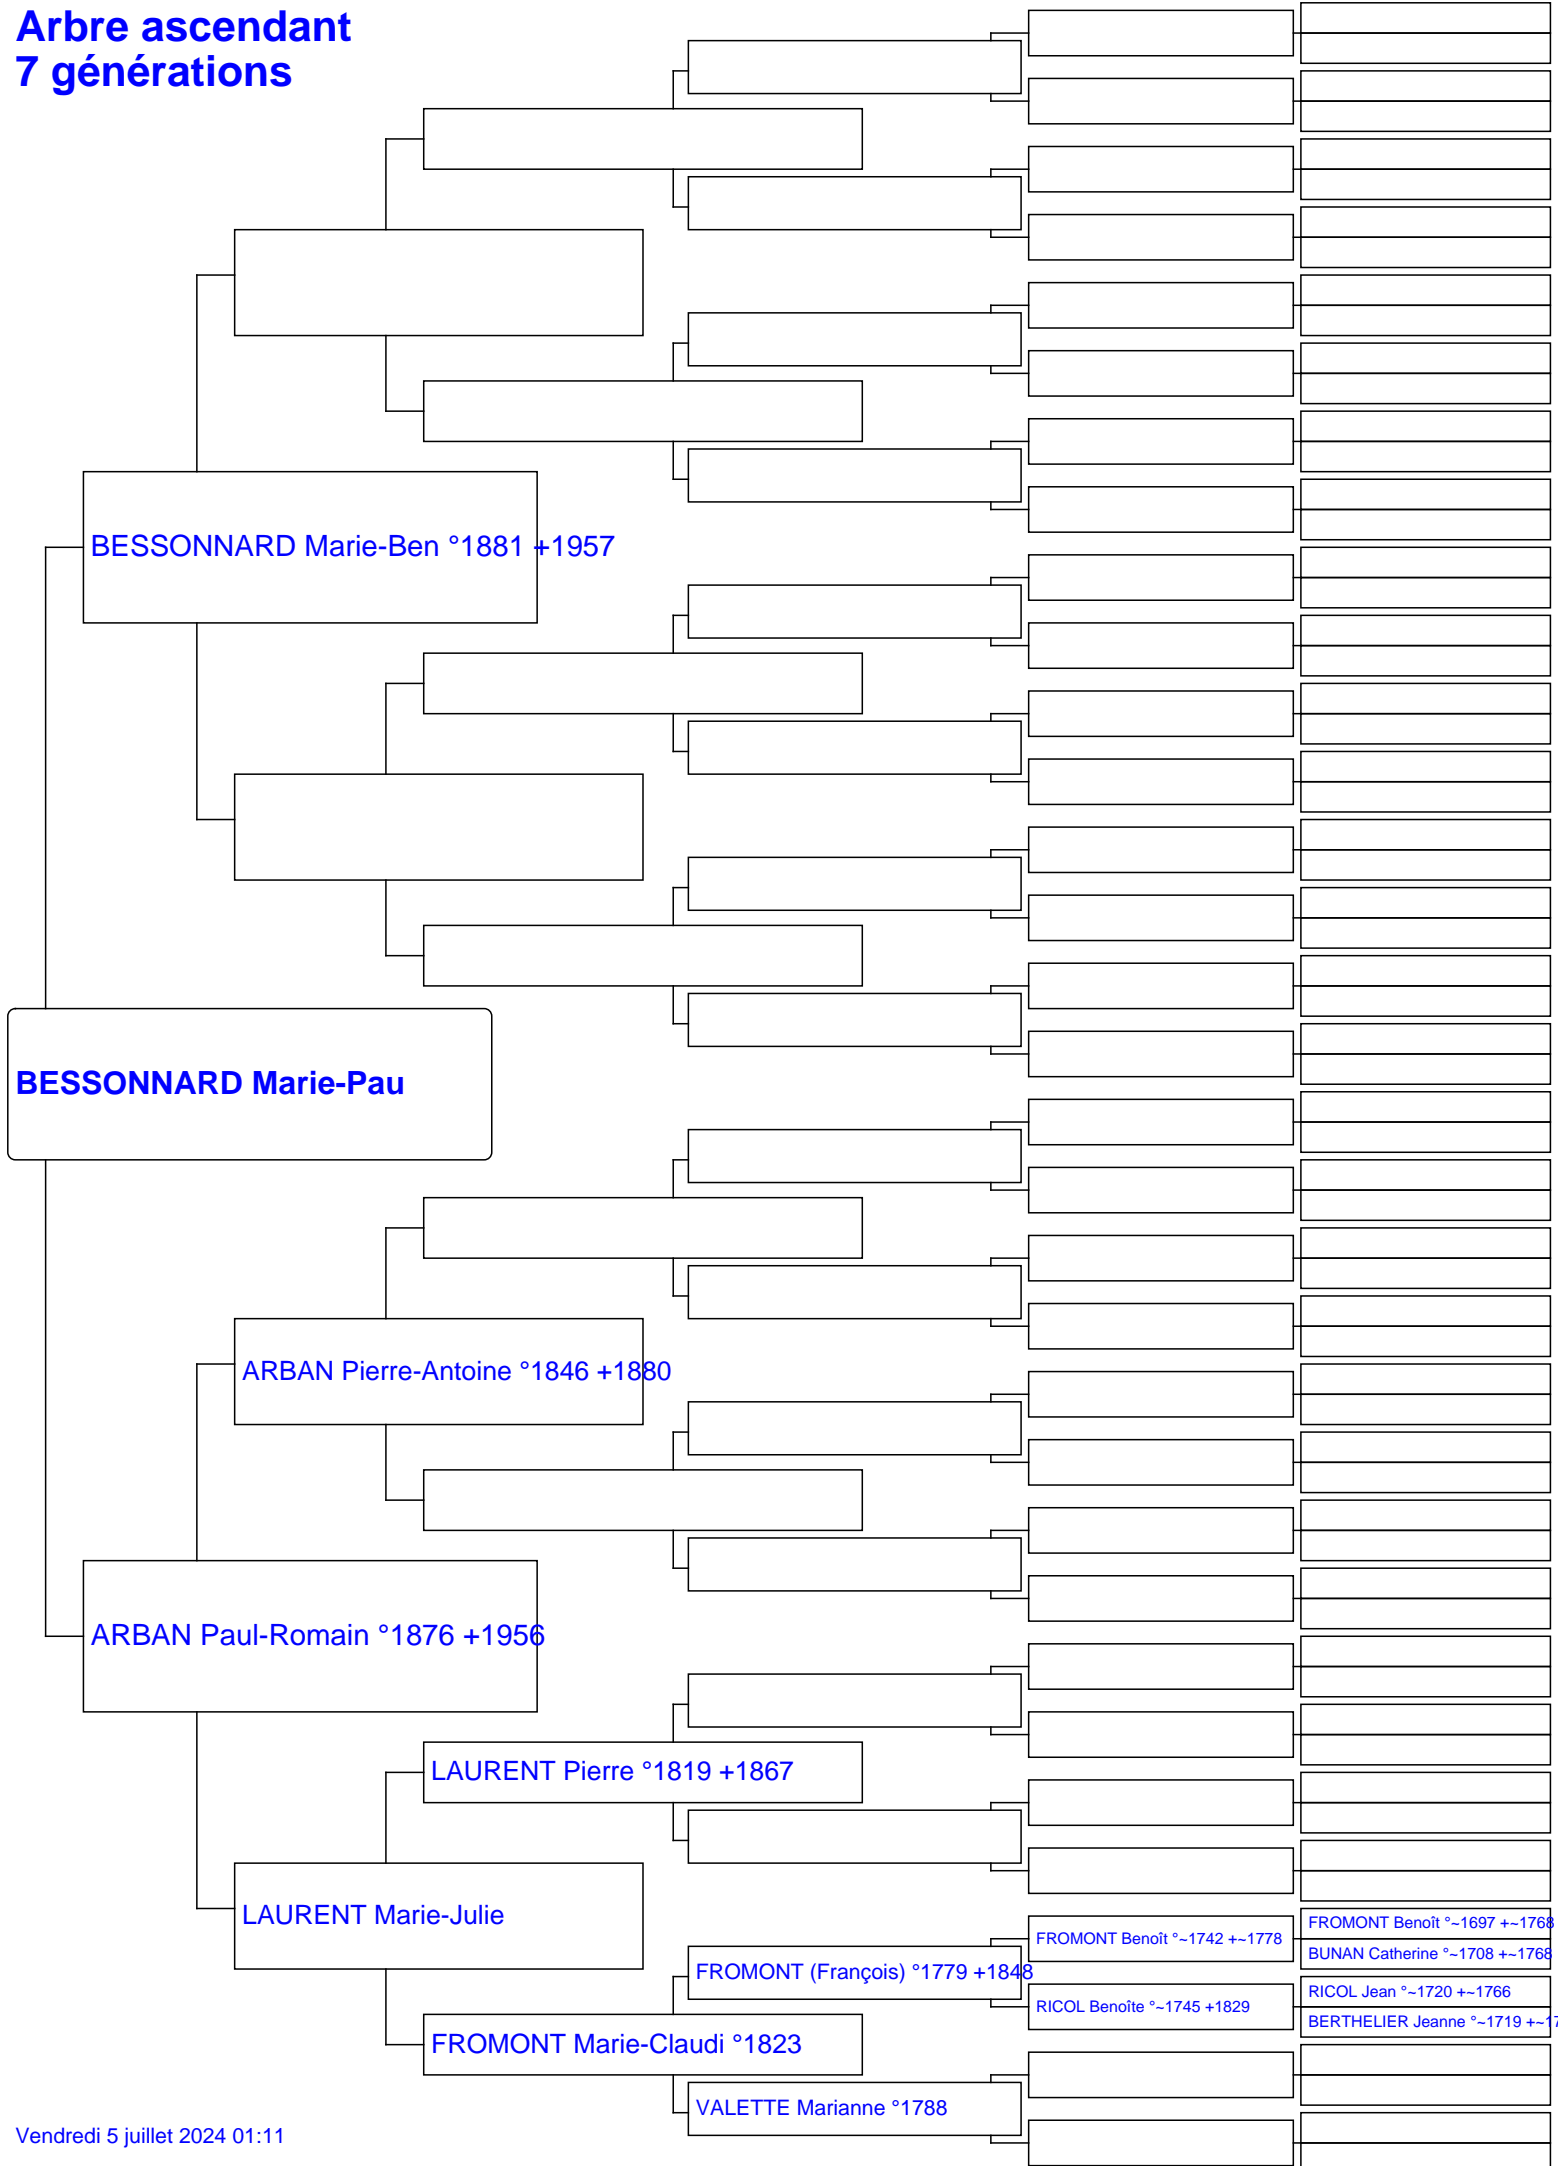 Arbre ascendant
7 générations
BESSONNARD Marie-Ben °1881 +1957
BESSONNARD Marie-Pau
ARBAN Pierre-Antoine °1846 +1880
ARBAN Paul-Romain °1876 +1956
LAURENT Pierre °1819 +1867
LAURENT Marie-Julie
FROMONT Benoît °~1697 +~1768
FROMONT Benoît °~1742 +~1778
BUNAN Catherine °~1708 +~1768
FROMONT (François) °1779 +1848
RICOL Jean °~1720 +~1766
RICOL Benoîte °~1745 +1829
BERTHELIER Jeanne °~1719 +~17
FROMONT Marie-Claudi °1823
VALETTE Marianne °1788
Vendredi 5 juillet 2024 01:11